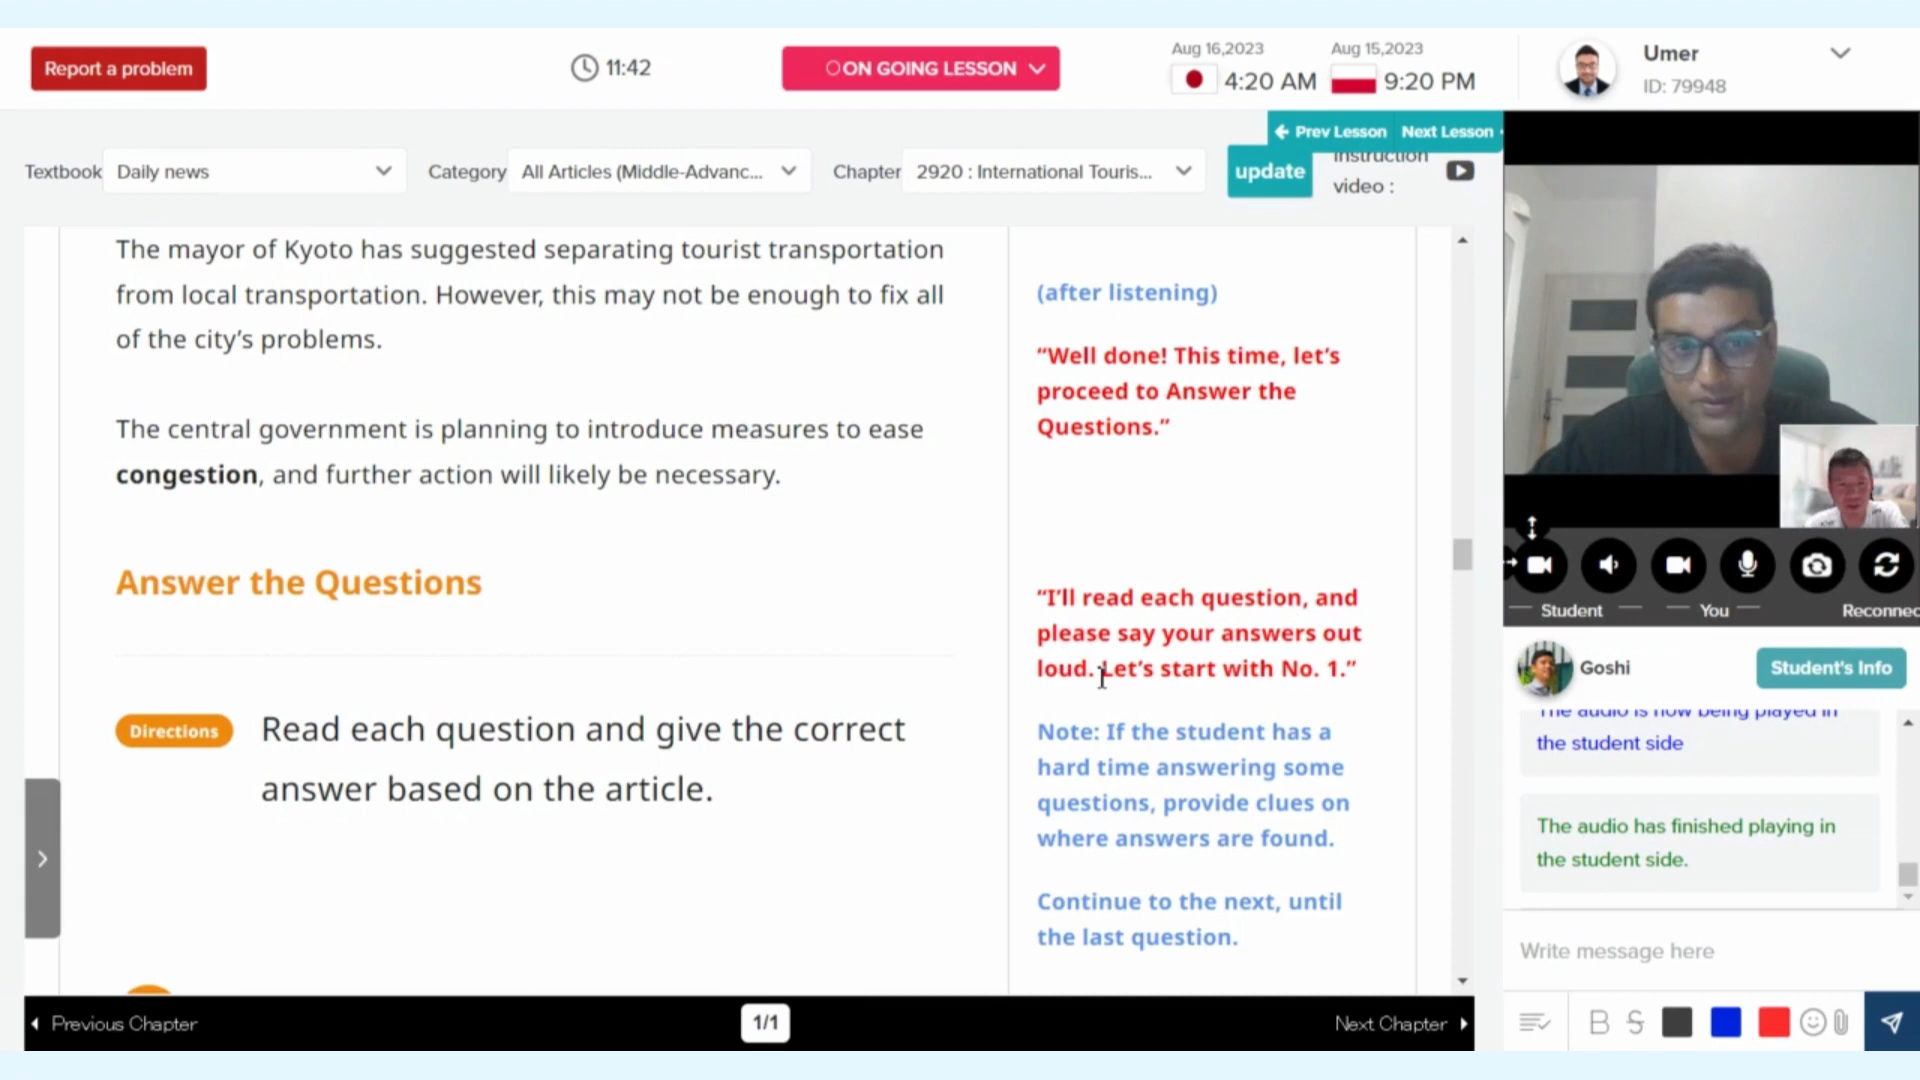 Report a problem
11:42
ON GOING LESSON
Aug 16,2023
4:20 AM
Aug 15,2023
9:20 PM
Umer
ID: 79948
Prev Lesson
Next Lesson
Textbook
Daily news
Category
All Articles (Middle-Advanc...
Chapter
2920 : International Touris...
update
Instruction
video :
The mayor of Kyoto has suggested separating tourist transportation
from local transportation. However, this may not be enough to fix all
of the city’s problems.
The central government is planning to introduce measures to ease
congestion, and further action will likely be necessary.
Answer the Questions
Directions
Read each question and give the correct
answer based on the article.
(after listening)
“Well done! This time, let’s
proceed to Answer the
Questions.”
“I’ll read each question, and
please say your answers out
loud. Let’s start with No. 1.”
Note: If the student has a
hard time answering some
questions, provide clues on
where answers are found.
Continue to the next, until
the last question.
Student
You
Reconnec
Goshi
Student's Info
The audio is now being played in
the student side
The audio has finished playing in
the student side.
Write message here
B S
Previous Chapter
1/1
Next Chapter